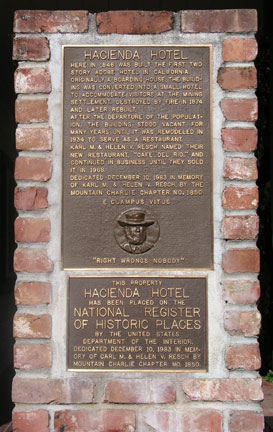 HACIENDA HOTEL
HERE IN 1848 WAS BUILT THE FIRST TWO
STORY ADOBE HOTEL IN CALIFORNIA.
ORIGINALLY A BOARDING HOUSE THE BUILD-
ING WAS CONVERTED INTO A SMALL HOTEL
TO ACCOMMODATE VISITORS AT THE MINING
SETTLEMENT. DESTROYED BY FIRE IN 1874
AND LATER REBUILT.
AFTER THE DEPARTURE OF THE POPULAT-
ION, THE BUILDING STOOD VACANT FOR
MANY YEARS UNTIL IT WAS REMODELED IN
1934 TO SERVE AS A RESTAURANT.
KARL M. & HELEN V. RESCH NAMED THEIR
NEW RESTAURANT, "CAFE DEL RIO," AND
CONTINUED IN BUSINESS UNTIL THEY SOLD
IT IN 1968.
DEDICATED DECEMBER 10, 1983 IN MEMORY
OF KARL M. & HELEN V. RESCH, BY THE
MOUNTAIN CHARLIE CHAPTER NO. 1850
E CLAMPUS VITUS
"RIGHT WRONGS NOBODY"
THIS PROPERTY
HACIENDA HOTEL
HAS BEEN PLACED ON THE
NATIONAL REGISTER
OF HISTORIC PLACES
BY THE UNITED STATES
DEPARTMENT OF THE INTERIOR.
DEDICATED DECEMBER 10, 1983 IN MEM-
ORY OF CARL M. & HELEN V. RESCH BY
MOUNTAIN CHARLIE CHAPTER NO. 1850.